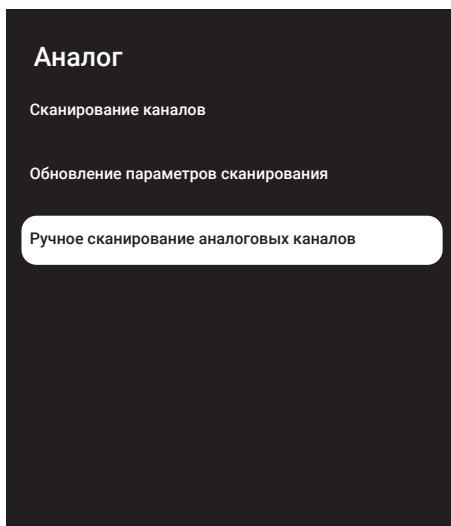 Аналог
Сканирование каналов
Обновление параметров сканирования
Ручное сканирование аналоговых каналов